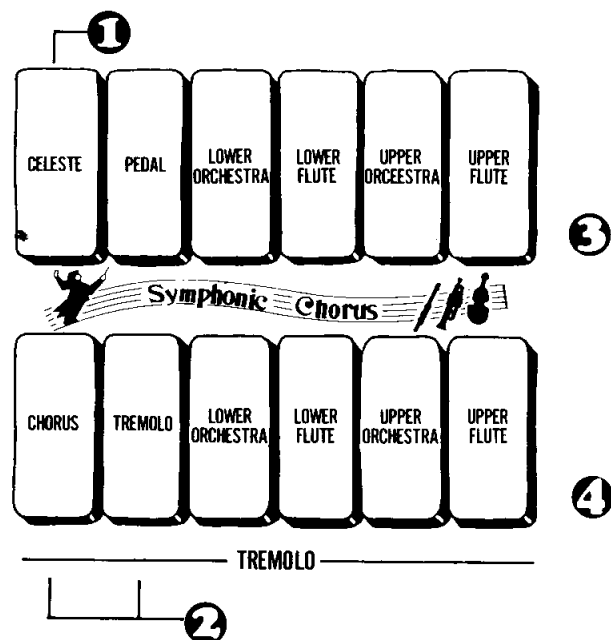 1
CELESTE
PEDAL
LOWER
ORCHESTRA
LOWER
FLUTE
UPPER
ORCEESTRA
UPPER
FLUTE
3
Symphonic Chorus
CHORUS
TREMOLO
LOWER
ORCHESTRA
LOWER
FLUTE
UPPER
ORCHESTRA
UPPER
FLUTE
4
TREMOLO
2